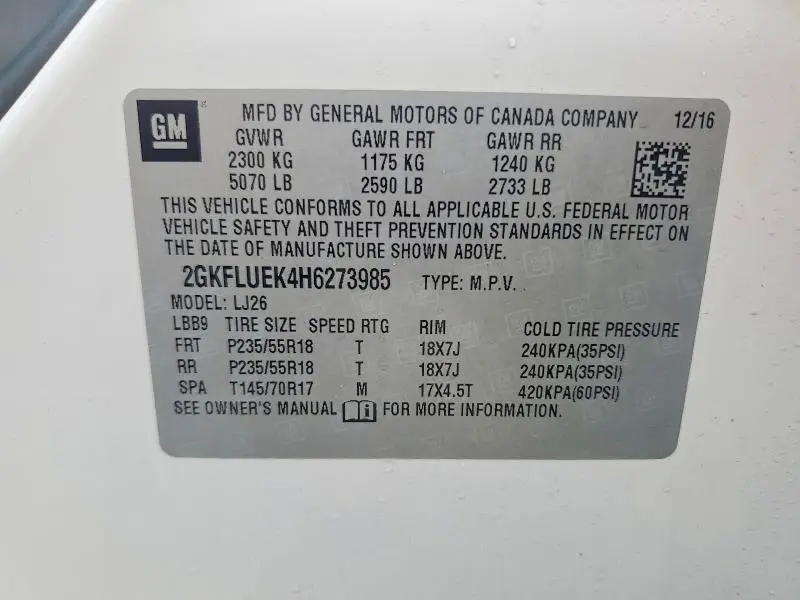 GM MFD BY GENERAL MOTORS OF CANADA COMPANY 12/16
GVWR GAWR FRT GAWR RR
2300 KG 1175 KG 1240 KG
5070 LB 2590 LB 2733 LB
THIS VEHICLE CONFORMS TO ALL APPLICABLE U.S. FEDERAL MOTOR
VEHICLE SAFETY AND THEFT PREVENTION STANDARDS IN EFFECT ON
THE DATE OF MANUFACTURE SHOWN ABOVE.
2GKFLUEK4H6273985 TYPE: M.P.V.
MODEL: LJ26
LBB9 TIRE SIZE SPEED RTG RIM COLD TIRE PRESSURE
FRT P235/55R18 T 18X7J 240KPA(35PSI)
RR P235/55R18 T 18X7J 240KPA(35PSI)
SPA T145/70R17 M 17X4.5T 420KPA(60PSI)
SEE OWNER'S MANUAL i FOR MORE INFORMATION.